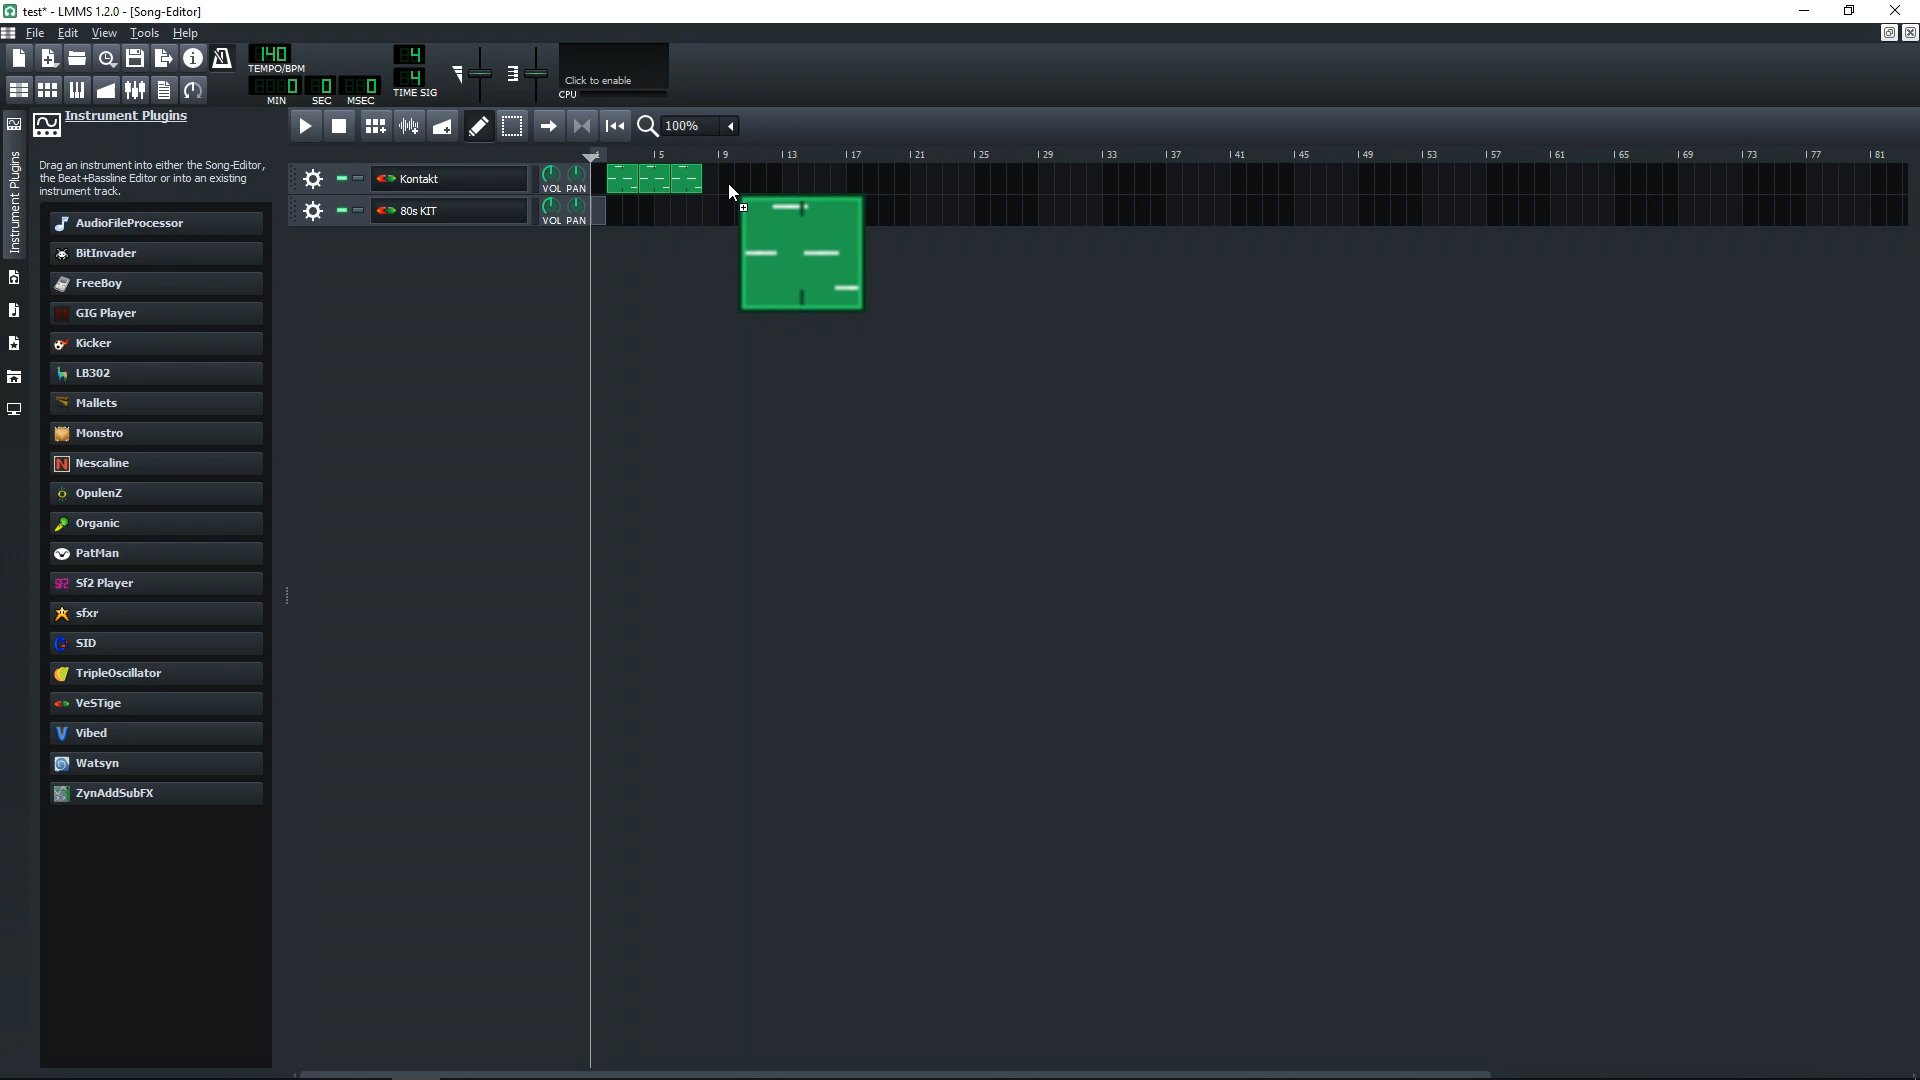 test* - LMMS 1.2.0 - [Song-Editor]
File Edit View Tools Help
140
TEMPO/BPM
0 0 0
MIN SEC MSEC
4
4
TIME SIG
Click to enable
CPU
Instrument Plugins
Instrument Plugins
Drag an instrument into either the Song-Editor,
the Beat+Bassline Editor or into an existing
instrument track.
AudioFileProcessor
BitInvader
FreeBoy
GIG Player
Kicker
LB302
Mallets
Monstro
Nescaline
OpulenZ
Organic
PatMan
Sf2 Player
sfxr
SID
TripleOscillator
VeSTige
Vibed
Watsyn
ZynAddSubFX
100%
5 9 13 17 21 25 29 33 37 41 45 49 53 57 61 65 69 73 77 81
Kontakt
VOL PAN
80s KIT
VOL PAN